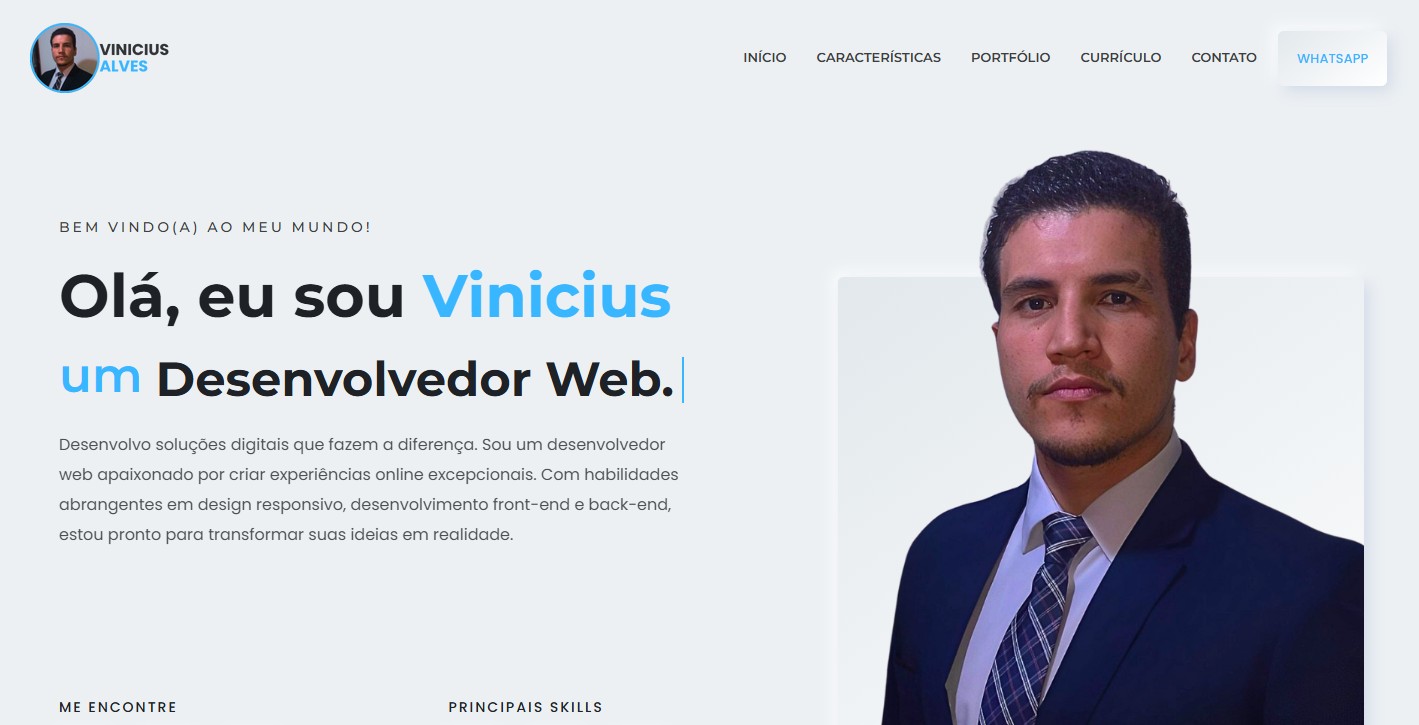 VINICIUS
ALVES
INÍCIO CARACTERÍSTICAS PORTFÓLIO CURRÍCULO CONTATO WHATSAPP
BEM VINDO(A) AO MEU MUNDO!
Olá, eu sou Vinicius
um Desenvolvedor Web.
Desenvolvo soluções digitais que fazem a diferença. Sou um desenvolvedor
web apaixonado por criar experiências online excepcionais. Com habilidades
abrangentes em design responsivo, desenvolvimento front-end e back-end,
estou pronto para transformar suas ideias em realidade.
ME ENCONTRE PRINCIPAIS SKILLS